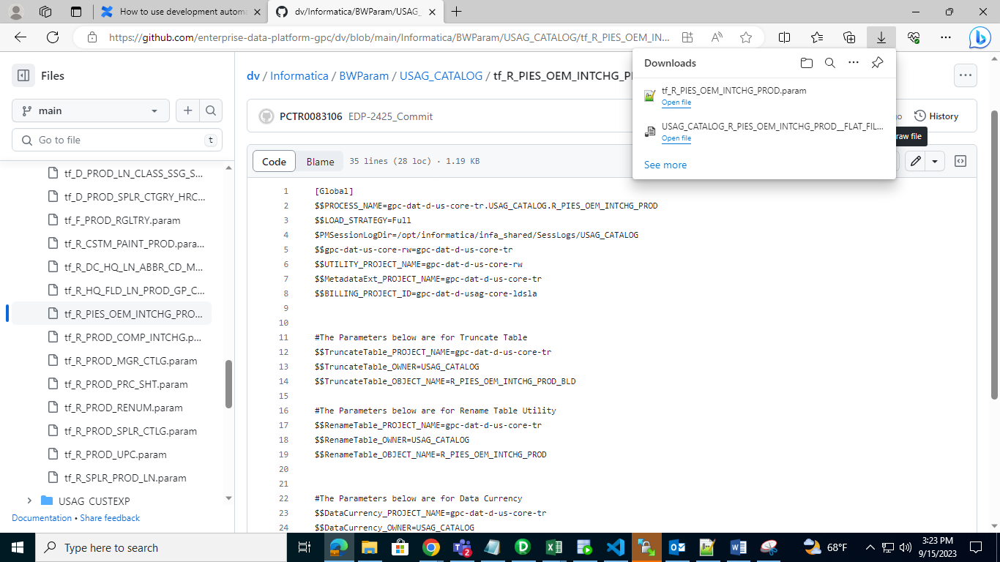 How to use development automa
dv/Informatica/BWParam/USAG_
https://github.com/enterprise-data-platform-gpc/dv/blob/main/Informatica/BWParam/USAG_CATALOG/tf_R_PIES_OEM_IN...
Files
main
Go to file
t
tf_D_PROD_LN_CLASS_SSG_S...
tf_D_PROD_SPLR_CTGRY_HRC...
tf_F_PROD_RGLTRY.param
tf_R_CSTM_PAINT_PROD.para...
tf_R_DC_HQ_LN_ABBR_CD_M...
tf_R_HQ_FLD_LN_PROD_GP_C...
tf_R_PIES_OEM_INTCHG_PRO...
tf_R_PROD_COMP_INTCHG.p...
tf_R_PROD_MGR_CTLG.param
tf_R_PROD_PRC_SHT.param
tf_R_PROD_RENUM.param
tf_R_PROD_SPLR_CTLG.param
tf_R_PROD_UPC.param
tf_R_SPLR_PROD_LN.param
USAG_CUSTEXP
Documentation • Share feedback
dv / Informatica / BWParam / USAG_CATALOG / tf_R_PIES_OEM_INTCHG_PR
PCTR0083106 EDP-2425_Commit
History
Code Blame 35 lines (28 loc) · 1.19 KB
raw file
Downloads
tf_R_PIES_OEM_INTCHG_PROD.param
Open file
USAG_CATALOG_R_PIES_OEM_INTCHG_PROD__FLAT_FIL...
Open file
See more
1 [Global]
2 $$PROCESS_NAME=gpc-dat-d-us-core-tr.USAG_CATALOG.R_PIES_OEM_INTCHG_PROD
3 $$LOAD_STRATEGY=Full
4 $PMSessionLogDir=/opt/informatica/infa_shared/SessLogs/USAG_CATALOG
5 $$gpc-dat-us-core-rw=gpc-dat-d-us-core-tr
6 $$UTILITY_PROJECT_NAME=gpc-dat-d-us-core-rw
7 $$MetadataExt_PROJECT_NAME=gpc-dat-d-us-core-tr
8 $$BILLING_PROJECT_ID=gpc-dat-d-usag-core-ldsla
9
10
11 #The Parameters below are for Truncate Table
12 $$TruncateTable_PROJECT_NAME=gpc-dat-d-us-core-tr
13 $$TruncateTable_OWNER=USAG_CATALOG
14 $$TruncateTable_OBJECT_NAME=R_PIES_OEM_INTCHG_PROD_BLD
15
16 #The Parameters below are for Rename Table Utility
17 $$RenameTable_PROJECT_NAME=gpc-dat-d-us-core-tr
18 $$RenameTable_OWNER=USAG_CATALOG
19 $$RenameTable_OBJECT_NAME=R_PIES_OEM_INTCHG_PROD
20
21
22 #The Parameters below are for Data Currency
23 $$DataCurrency_PROJECT_NAME=gpc-dat-d-us-core-tr
24 $$DataCurrency_OWNER=USAG_CATALOG
Type here to search
2
68°F
3:23 PM
9/15/2023